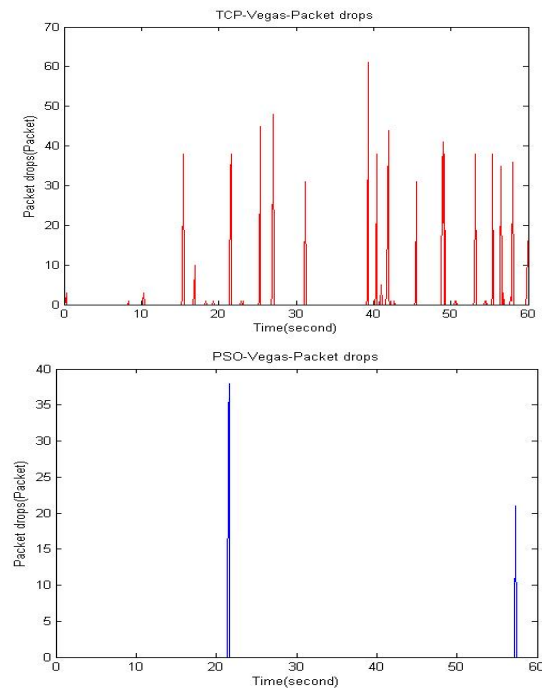 TCP-Vegas-Packet drops
70
60
50
40
30
20
10
0
Packet drops(Packet)
0 10 20 30 40 50 60
Time(second)
PSO-Vegas-Packet drops
40
35
30
25
20
15
10
5
0
Packet drops(Packet)
0 10 20 30 40 50 60
Time(second)